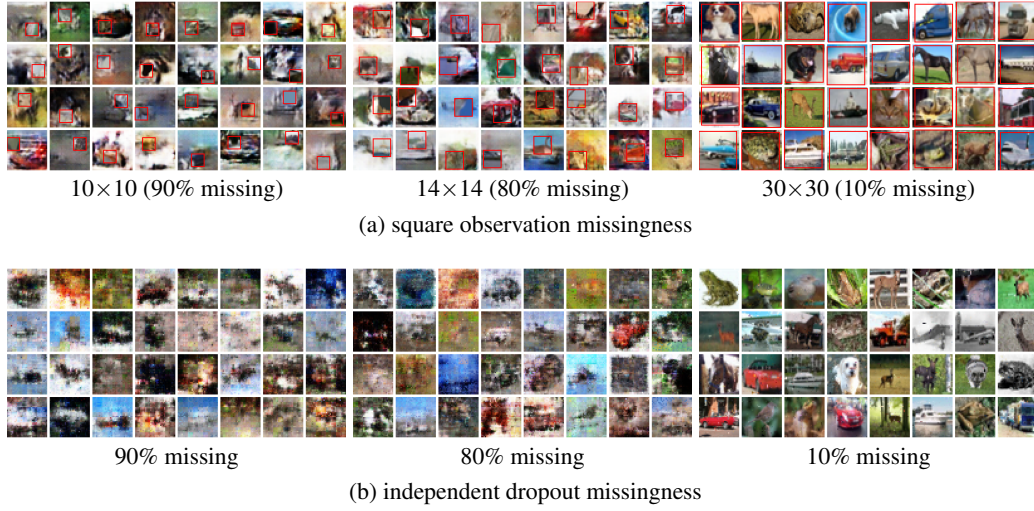 10×10 (90% missing)
14×14 (80% missing)
30×30 (10% missing)
(a) square observation missingness
90% missing
80% missing
10% missing
(b) independent dropout missingness